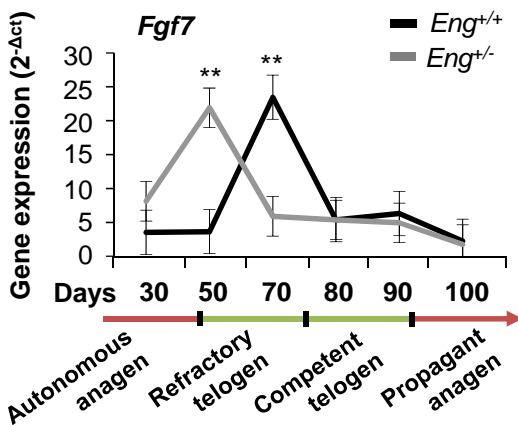 Fgf7
Eng+/+
Eng+/-
Gene expression (2-Δct)
**
**
30
25
20
15
10
5
0
Days 30 50 70 80 90 100
Autonomous
anagen
Refractory
telogen
Competent
telogen
Propagant
anagen